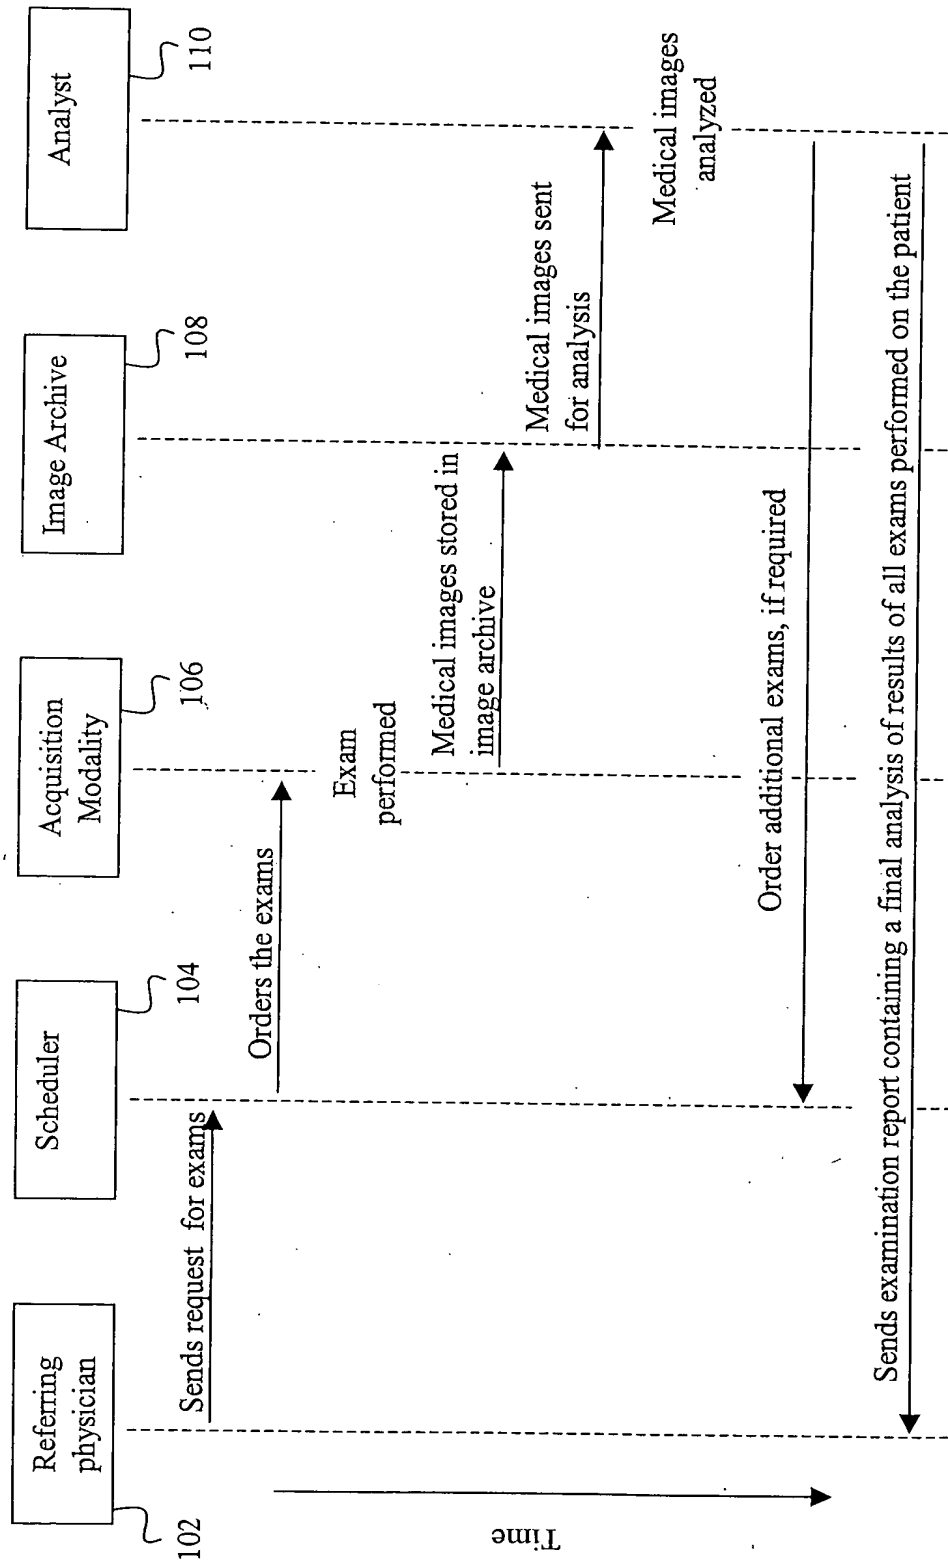 Referring
physician
102
Scheduler
104
Acquisition
Modality
106
Image Archive
108
Analyst
110
Time
Sends request for exams
Orders the exams
Exam
performed
Medical images stored in
image archive
Medical images sent
for analysis
Medical images
analyzed
Order additional exams, if required
Sends examination report containing a final analysis of results of all exams performed on the patient